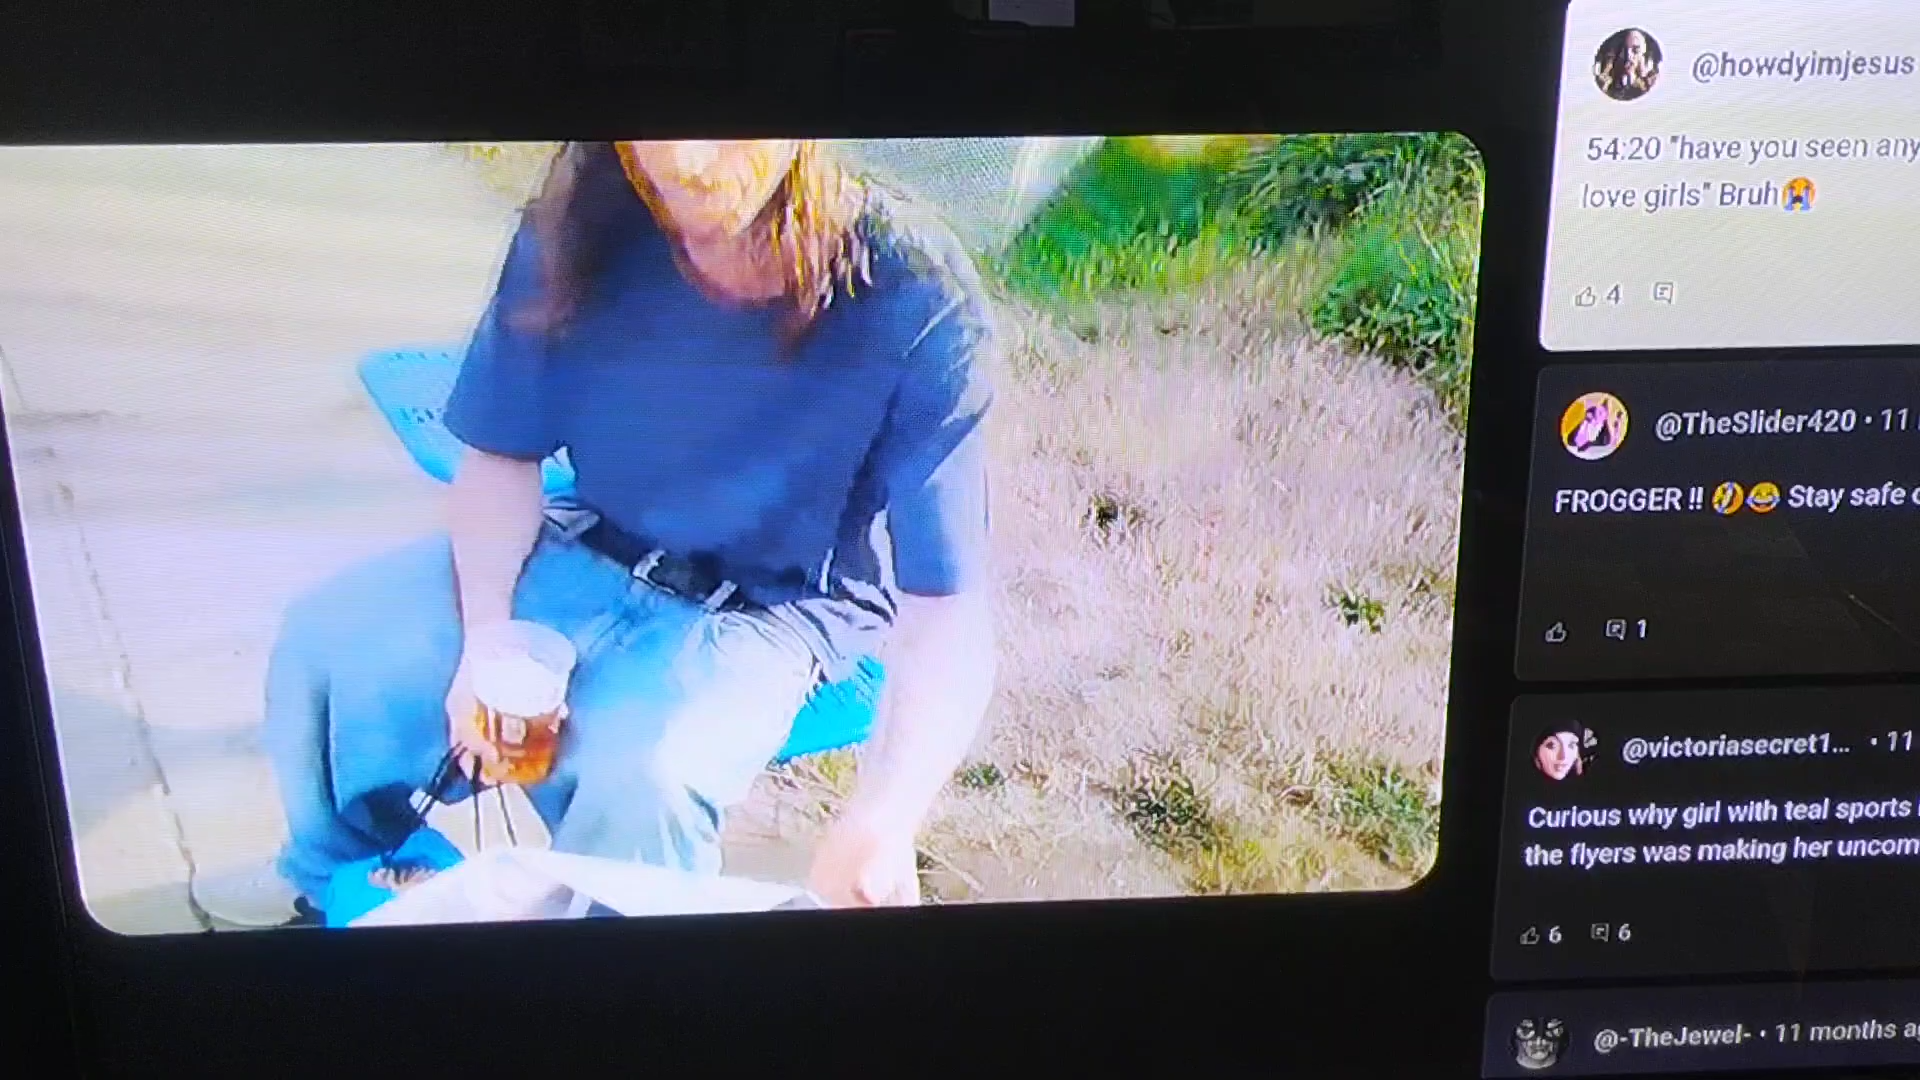 @howdyimjesus
54:20 "have you seen any
love girls" Bruh😭
4
@TheSlider420 • 11
FROGGER !! 🤣😂 Stay safe
1
@victoriasecret1... • 11
Curious why girl with teal sports
the flyers was making her uncom
6 6
@-TheJewel- • 11 months a